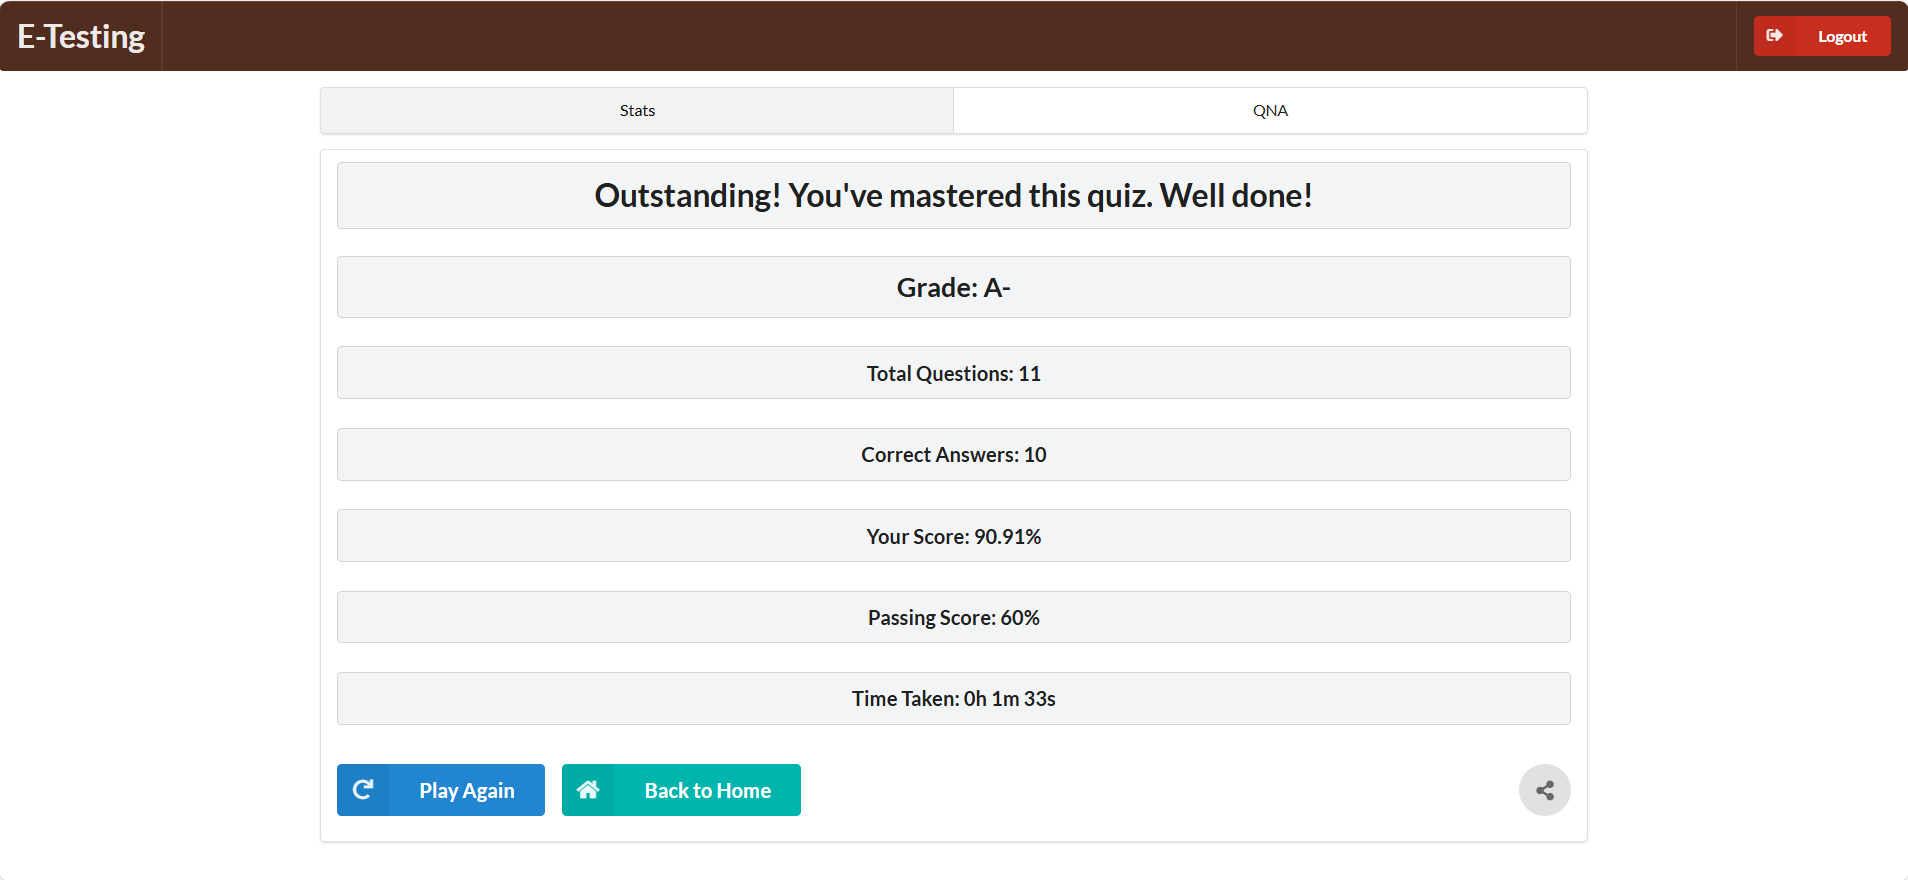 E-Testing
Logout
Stats
QNA
Outstanding! You've mastered this quiz. Well done!
Grade: A-
Total Questions: 11
Correct Answers: 10
Your Score: 90.91%
Passing Score: 60%
Time Taken: 0h 1m 33s
Play Again
Back to Home